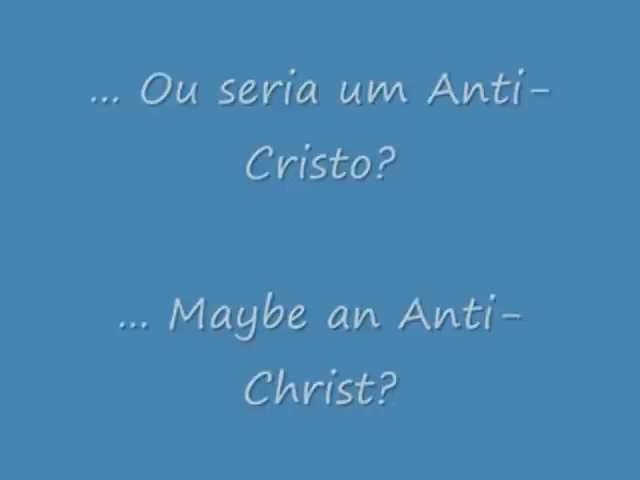 ... Ou seria um Anti-
Cristo?
... Maybe an Anti-
Christ?